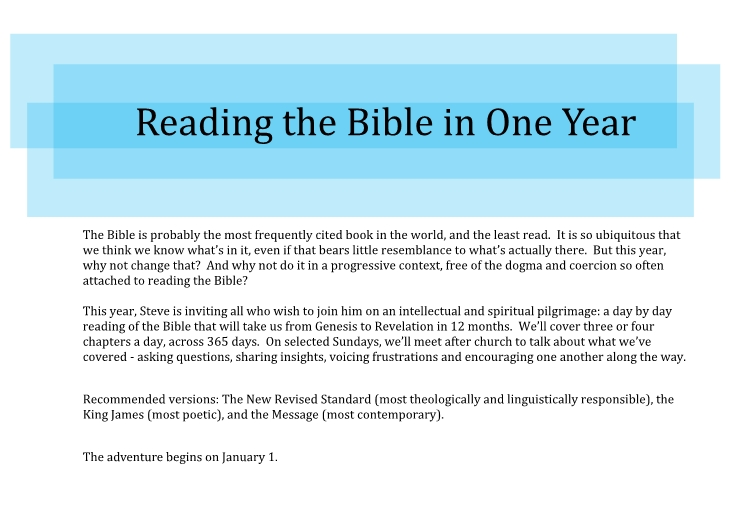 Reading the Bible in One Year
The Bible is probably the most frequently cited book in the world, and the least read.  It is so ubiquitous that
we think we know what's in it, even if that bears little resemblance to what's actually there.  But this year,
why not change that?  And why not do it in a progressive context, free of the dogma and coercion so often
attached to reading the Bible?
This year, Steve is inviting all who wish to join him on an intellectual and spiritual pilgrimage: a day by day
reading of the Bible that will take us from Genesis to Revelation in 12 months.  We'll cover three or four
chapters a day, across 365 days.  On selected Sundays, we'll meet after church to talk about what we've
covered - asking questions, sharing insights, voicing frustrations and encouraging one another along the way.
Recommended versions: The New Revised Standard (most theologically and linguistically responsible), the
King James (most poetic), and the Message (most contemporary).
The adventure begins on January 1.